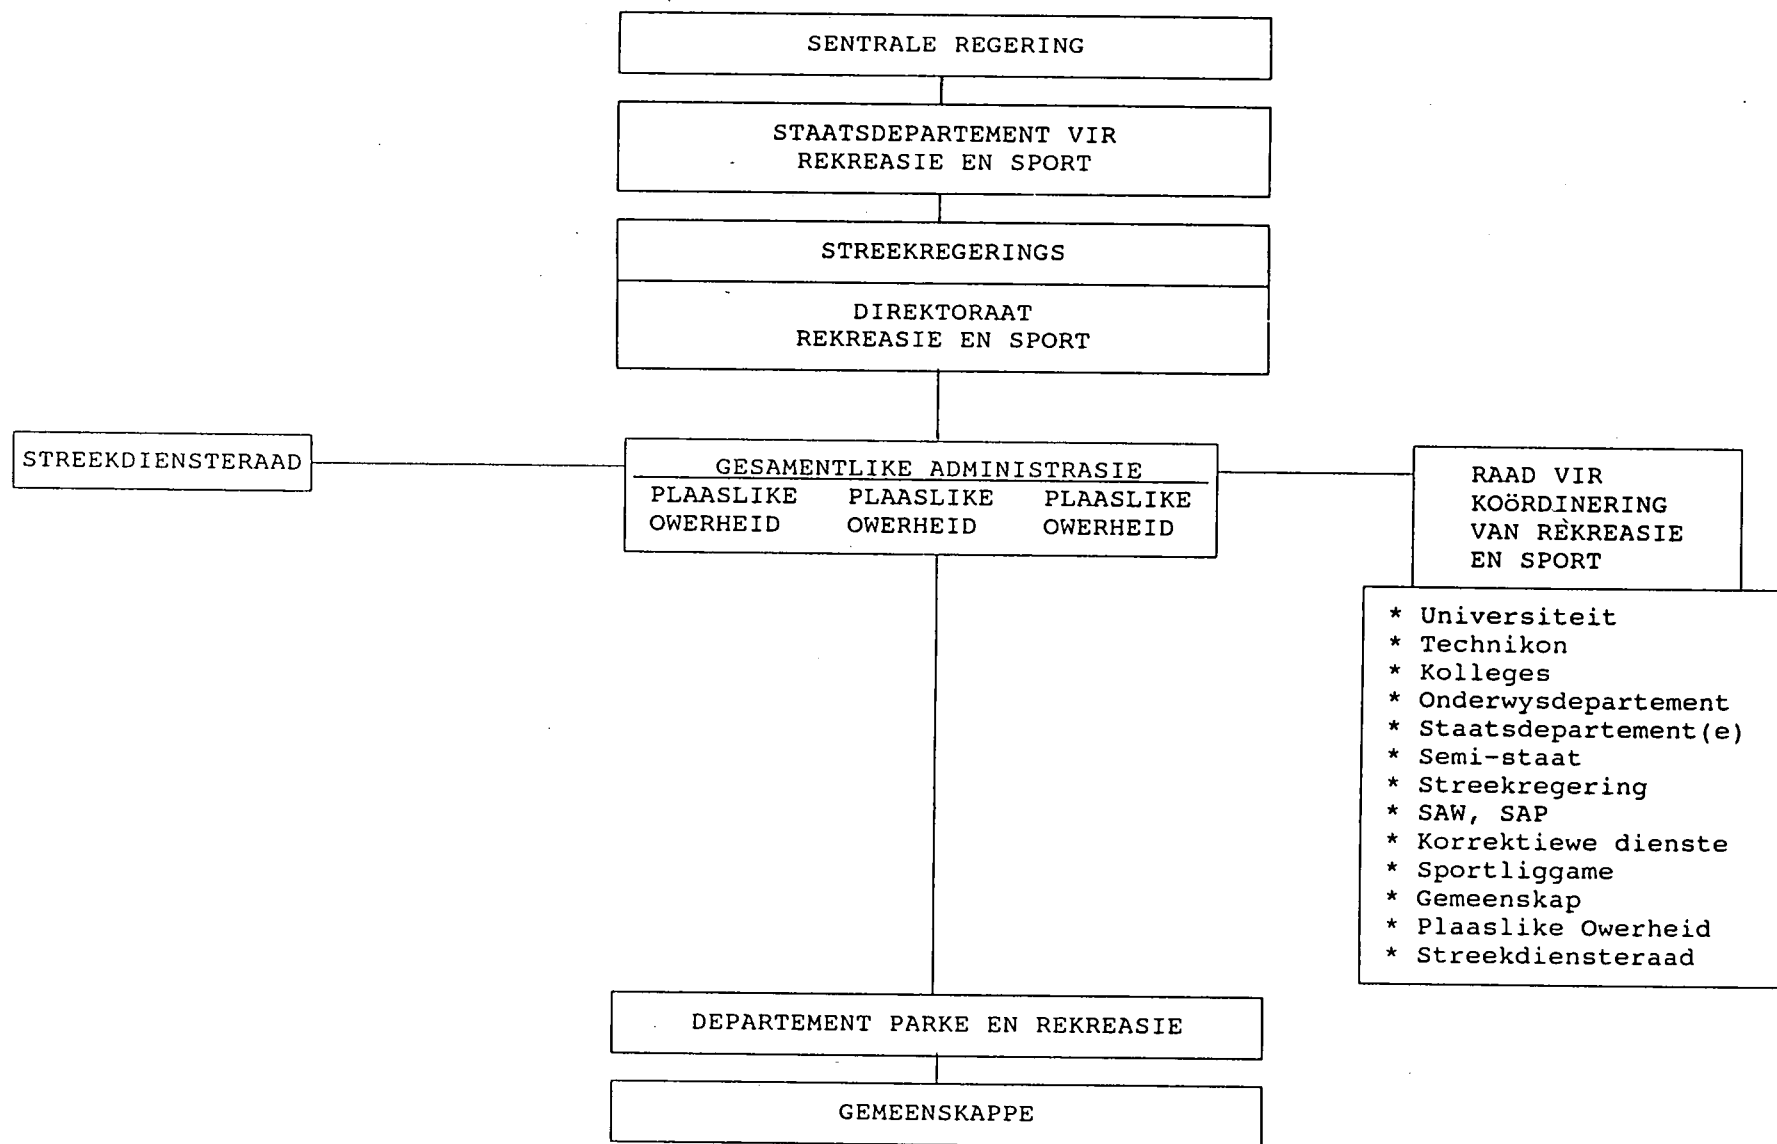 SENTRALE REGERING
STAATSDEPARTEMENT VIR
REKREASIE EN SPORT
STREEKREGERINGS
DIREKTORAAT
REKREASIE EN SPORT
STREEKDIENSTERAAD
GESAMENTLIKE ADMINISTRASIE
PLAASLIKE PLAASLIKE PLAASLIKE
OWERHEID OWERHEID OWERHEID
RAAD VIR
KOöRDINERING
VAN REKREASIE
EN SPORT
* Universiteit
* Technikon
* Kolleges
* Onderwysdepartement
* Staatsdepartement(e)
* Semi-staat
* Streekregering
* SAW, SAP
* Korrektiewe dienste
* Sportliggame
* Gemeenskap
* Plaaslike Owerheid
* Streekdiensteraad
DEPARTEMENT PARKE EN REKREASIE
GEMEENSKAPPE